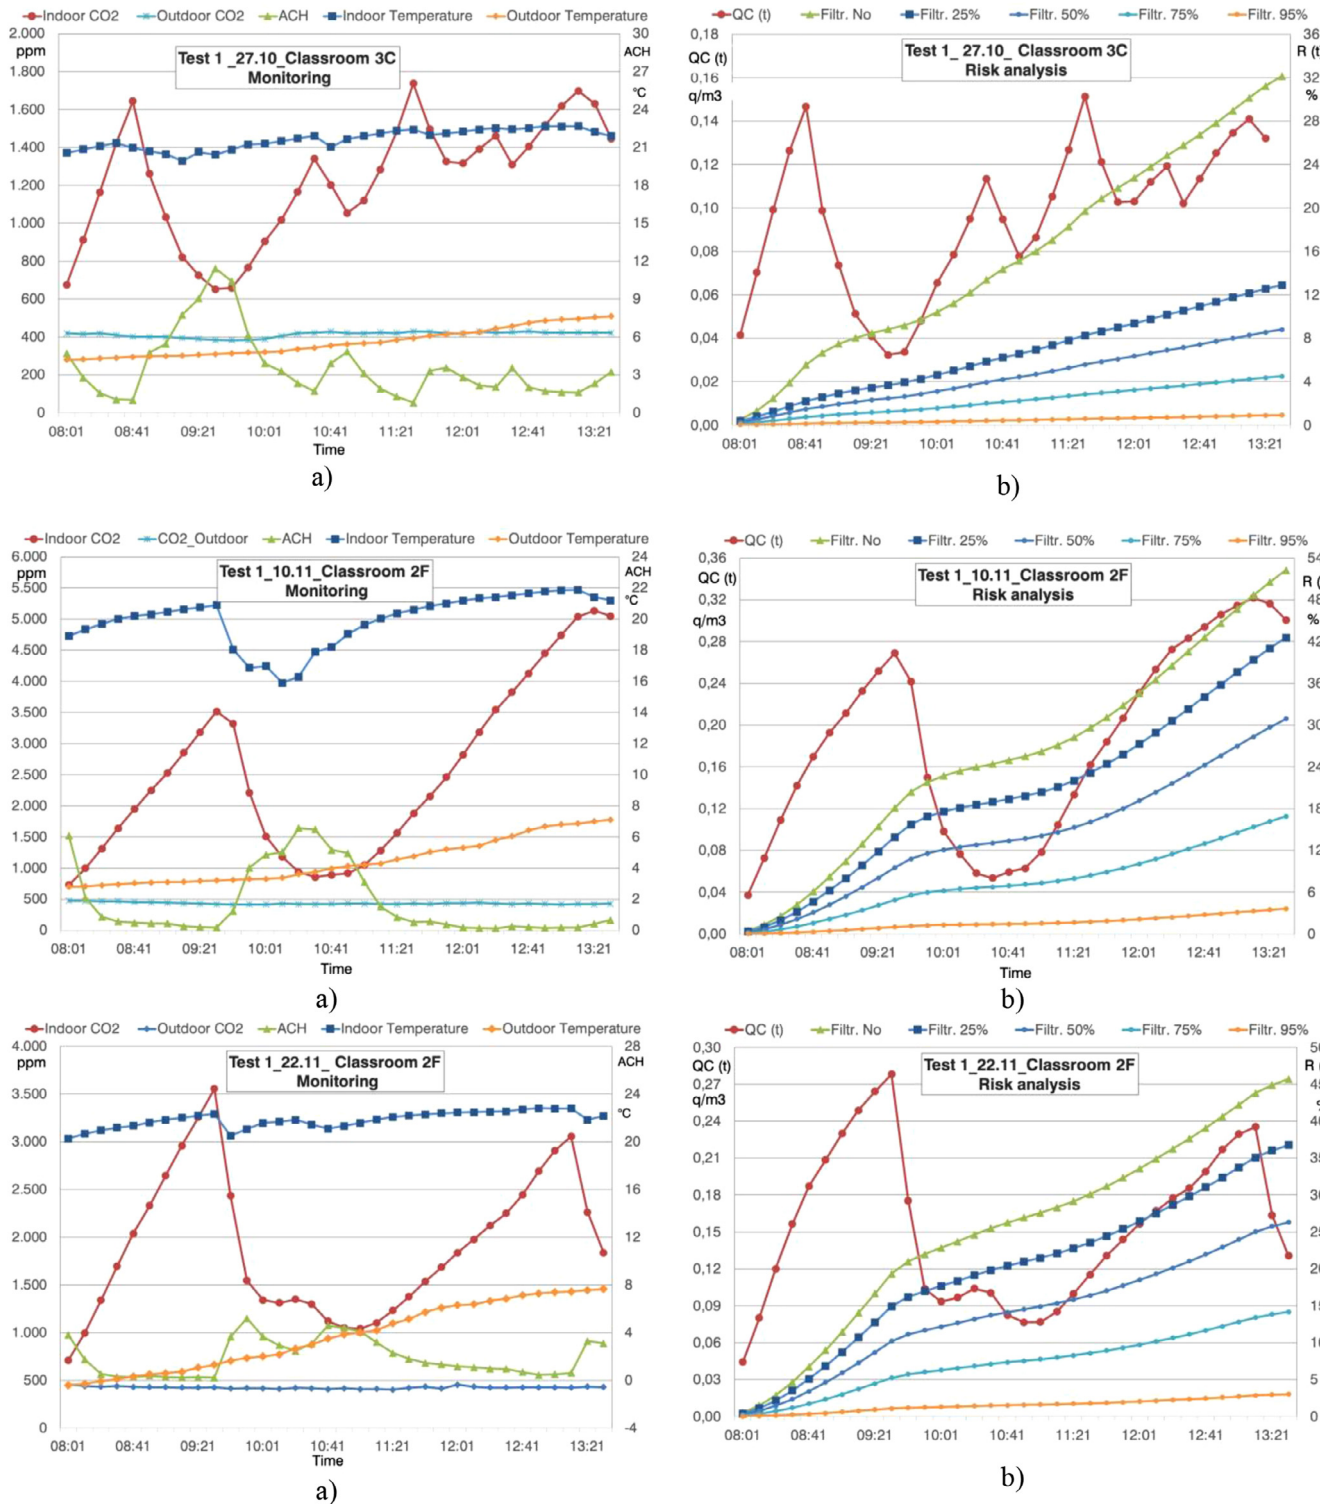 Indoor CO2 Outdoor CO2 ACH Indoor Temperature Outdoor Temperature
2.000 30
ppm ACH
Test 1 _27.10_Classroom 3C
Monitoring
1.800 27
°C
1.600 24
1.400 21
1.200 18
1.000 15
800 12
600 9
400 6
200 3
0 0
08:01 08:41 09:21 10:01 10:41 11:21 12:01 12:41 13:21
Time
a)
QC (t) Filtr. No Filtr. 25% Filtr. 50% Filtr. 75% Filtr. 95%
0,18 36
QC (t) R (t)
Test 1 _27.10_ Classroom 3C
Risk analysis
0,16 32
q/m3 %
0,14 28
0,12 24
0,10 20
0,08 16
0,06 12
0,04 8
0,02 4
0,00 0
08:01 08:41 09:21 10:01 10:41 11:21 12:01 12:41 13:21
b)
Indoor CO2 CO2_Outdoor ACH Indoor Temperature Outdoor Temperature
6.000 24
ppm ACH
Test 1_10.11_Classroom 2F
Monitoring
5.500 22
°C
5.000 20
4.500 18
4.000 16
3.500 14
3.000 12
2.500 10
2.000 8
1.500 6
1.000 4
500 2
0 0
08:01 08:41 09:21 10:01 10:41 11:21 12:01 12:41 13:21
Time
a)
QC (t) Filtr. No Filtr. 25% Filtr. 50% Filtr. 75% Filtr. 95%
0,36 54
QC (t) R (
Test 1_10.11_Classroom 2F
Risk analysis
0,32 48
q/m3 %
0,28 42
0,24 36
0,20 30
0,16 24
0,12 18
0,08 12
0,04 6
0,00 0
08:01 08:41 09:21 10:01 10:41 11:21 12:01 12:41 13:21
Time
b)
Indoor CO2 Outdoor CO2 ACH Indoor Temperature Outdoor Temperature
4.000 28
ppm ACH
Test 1_22.11_ Classroom 2F
Monitoring
3.500 24
°C
3.000 20
2.500 16
2.000 12
1.500 8
1.000 4
500 0
0 -4
08:01 08:41 09:21 10:01 10:41 11:21 12:01 12:41 13:21
Time
a)
QC (t) Filtr. No Filtr. 25% Filtr. 50% Filtr. 75% Filtr. 95%
0,30 50
QC (t) R (
Test 1_22.11_Classroom 2F
Risk analysis
0,27 45
q/m3
0,24 40
0,21 35
0,18 30
0,15 25
0,12 20
0,09 15
0,06 10
0,03 5
0,00 0
08:01 08:41 09:21 10:01 10:41 11:21 12:01 12:41 13:21
b)